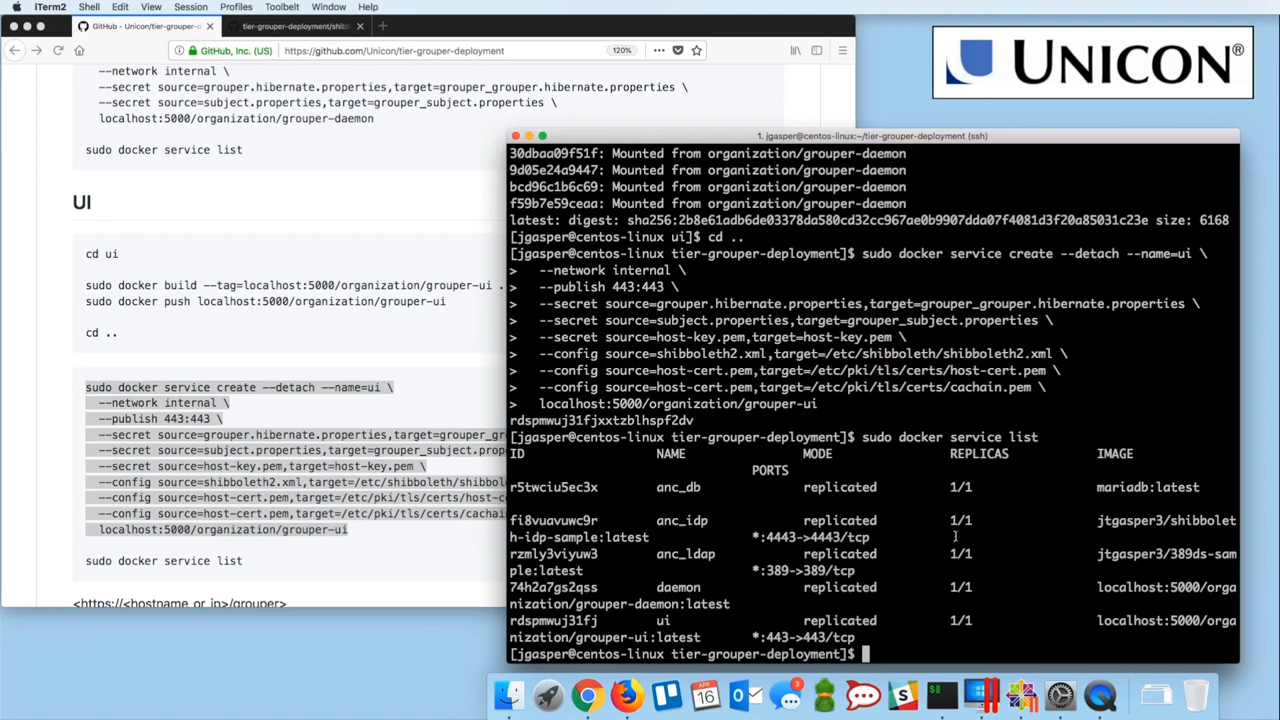 iTerm2 Shell Edit View Session Profiles Toolbelt Window Help
GitHub - Unicon/tier-grouper-d
tier-grouper-deployment/shibb
GitHub, Inc. (US) https://github.com/Unicon/tier-grouper-deployment 120%
--network internal \
--secret source=grouper.hibernate.properties,target=grouper_grouper.hibernate.properties \
--secret source=subject.properties,target=grouper_subject.properties \
localhost:5000/organization/grouper-daemon
sudo docker service list
UI
cd ui
sudo docker build --tag=localhost:5000/organization/grouper-ui .
sudo docker push localhost:5000/organization/grouper-ui
cd ..
sudo docker service create --detach --name=ui \
--network internal \
--publish 443:443 \
--secret source=grouper.hibernate.properties,target=grouper_gr
--secret source=subject.properties,target=grouper_subject.prope
--secret source=host-key.pem,target=host-key.pem \
--config source=shibboleth2.xml,target=/etc/shibboleth/shibbo
--config source=host-cert.pem,target=/etc/pki/tls/certs/host-c
--config source=host-cert.pem,target=/etc/pki/tls/certs/cachai
localhost:5000/organization/grouper-ui
sudo docker service list
<https://<hostname or ip>/grouper>
UNICON®
1. jgasper@centos-linux:~/tier-grouper-deployment (ssh)
30dbaa09f51f: Mounted from organization/grouper-daemon
9d05e24a9447: Mounted from organization/grouper-daemon
bcd96c1b6c69: Mounted from organization/grouper-daemon
f59b7e59ceaa: Mounted from organization/grouper-daemon
latest: digest: sha256:2b8e61adb6de03378da580cd32cc967ae0b9907dda07f4081d3f20a85031c23e size: 6168
[jgasper@centos-linux ui]$ cd ..
[jgasper@centos-linux tier-grouper-deployment]$ sudo docker service create --detach --name=ui \
> --network internal \
> --publish 443:443 \
> --secret source=grouper.hibernate.properties,target=grouper_grouper.hibernate.properties \
> --secret source=subject.properties,target=grouper_subject.properties \
> --secret source=host-key.pem,target=host-key.pem \
> --config source=shibboleth2.xml,target=/etc/shibboleth/shibboleth2.xml \
> --config source=host-cert.pem,target=/etc/pki/tls/certs/host-cert.pem \
> --config source=host-cert.pem,target=/etc/pki/tls/certs/cachain.pem \
> localhost:5000/organization/grouper-ui
rdspmwuj31fjxxtzblhspf2dv
[jgasper@centos-linux tier-grouper-deployment]$ sudo docker service list
ID NAME MODE REPLICAS IMAGE
PORTS
r5twciu5ec3x anc_db replicated 1/1 mariadb:latest
fi8vuavuwc9r anc_idp replicated 1/1 jtgasper3/shibbolet
h-idp-sample:latest *:4443->4443/tcp
rzmly3viyuw3 anc_ldap replicated 1/1 jtgasper3/389ds-sam
ple:latest *:389->389/tcp
74h2a7gs2qss daemon replicated 1/1 localhost:5000/orga
nization/grouper-daemon:latest
rdspmwuj31fj ui replicated 1/1 localhost:5000/orga
nization/grouper-ui:latest *:443->443/tcp
[jgasper@centos-linux tier-grouper-deployment]$
APR
16
3